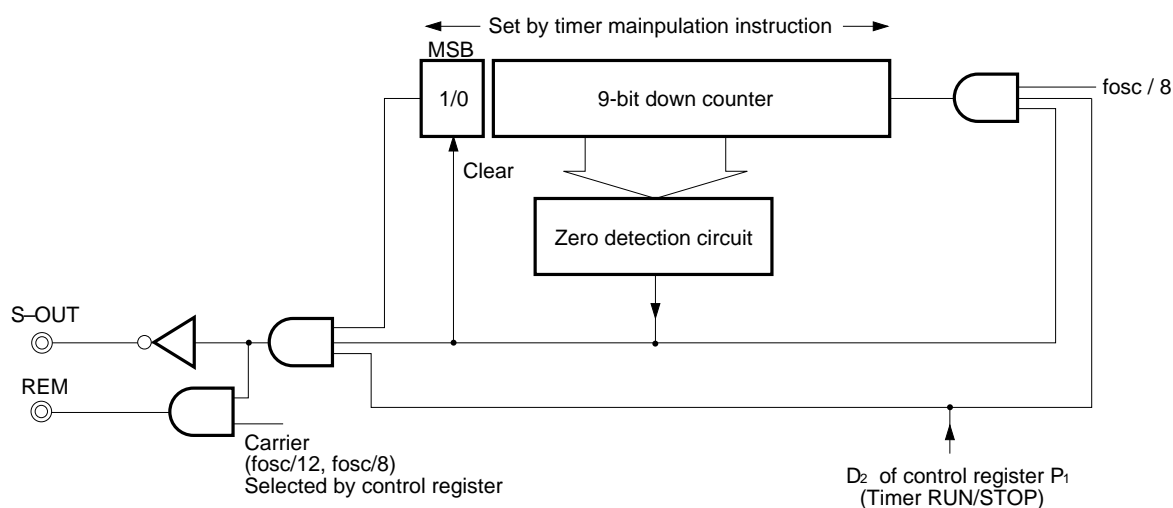 Set by timer mainpulation instruction
MSB
1/0
9-bit down counter
fosc / 8
Clear
Zero detection circuit
S–OUT
REM
Carrier
(fosc/12, fosc/8)
Selected by control register
D2 of control register P1
(Timer RUN/STOP)